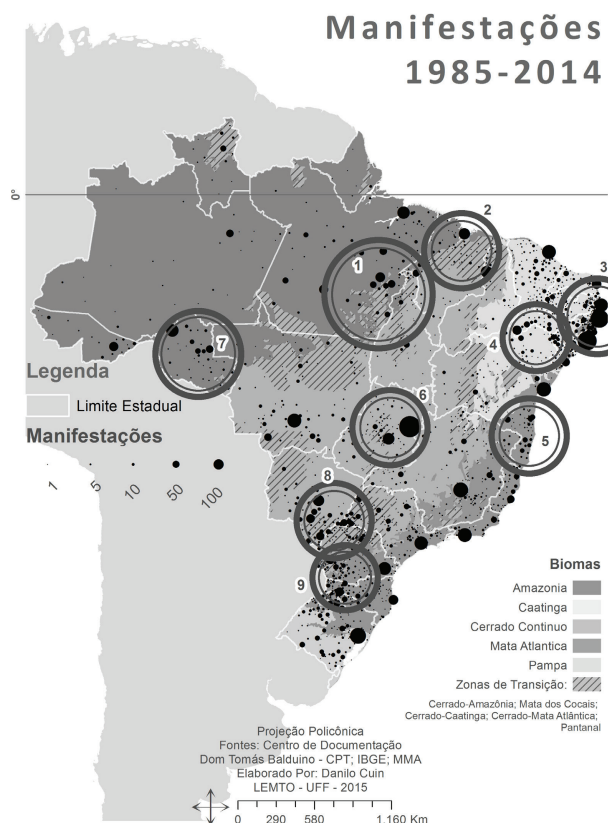 Manifestações
1985-2014
0°
1
2
3
4
5
6
7
8
9
Legenda
Limite Estadual
Manifestações
1
5
10
50
100
Biomas
Amazonia
Caatinga
Cerrado Continuo
Mata Atlantica
Pampa
Zonas de Transição:
Cerrado-Amazônia; Mata dos Cocais;
Cerrado-Caatinga; Cerrado-Mata Atlântica;
Pantanal
Projeção Policônica
Fontes: Centro de Documentação
Dom Tomás Balduino - CPT; IBGE; MMA
Elaborado Por: Danilo Cuin
LEMTO - UFF - 2015
0 290 580 1.160 Km